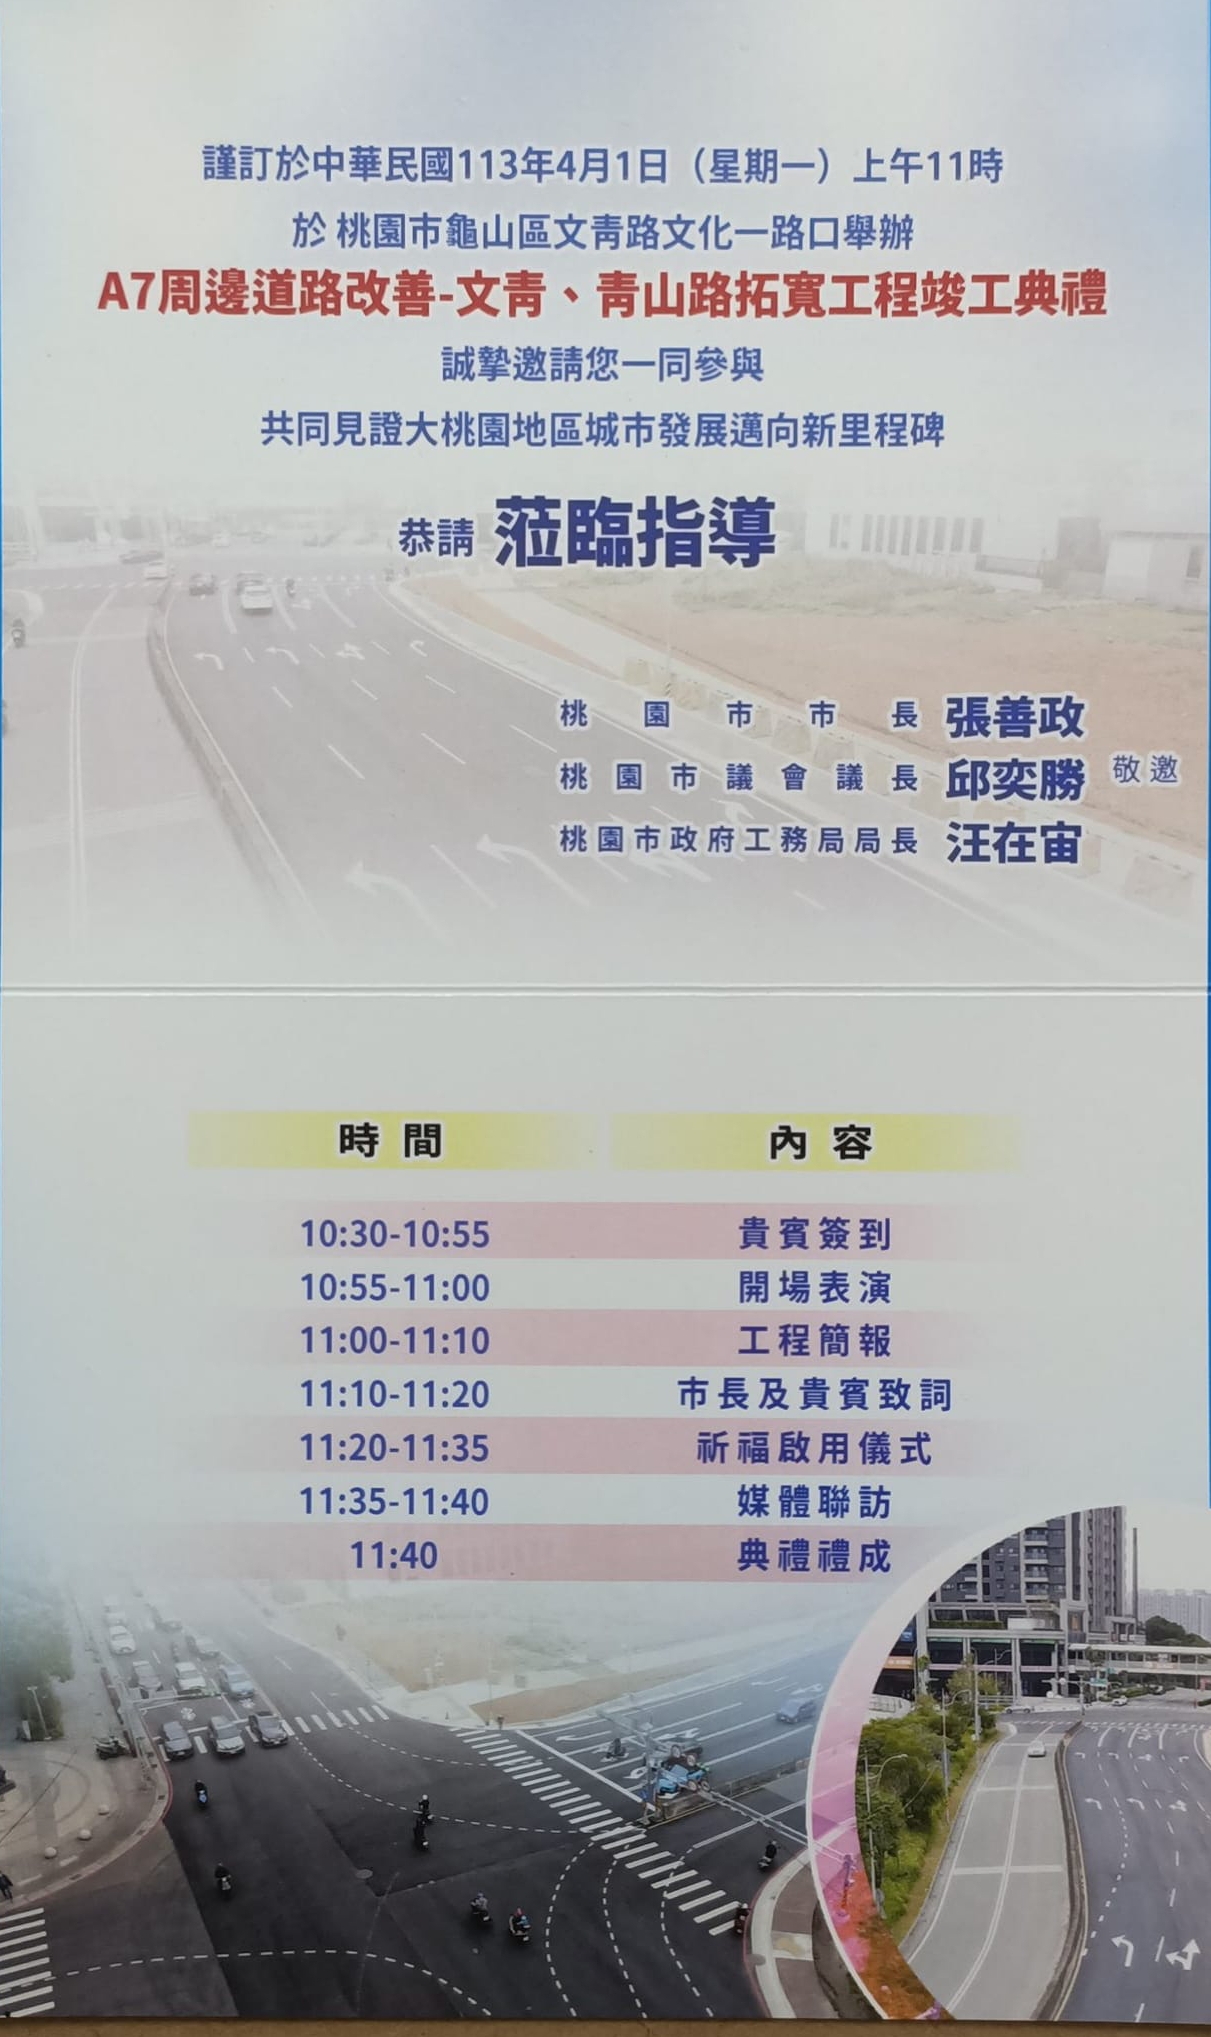 謹訂於中華民國113年4月1日（星期一）上午11時
於 桃園市龜山區文青路文化一路口舉辦
A7周邊道路改善-文青、青山路拓寬工程竣工典禮
誠摯邀請您一同參與
共同見證大桃園地區城市發展邁向新里程碑
恭請 蒞臨指導
桃園市市長 張善政
桃園市議會議長 邱奕勝 敬邀
桃園市政府工務局局長 汪在宙
時間 內容
10:30-10:55 貴賓簽到
10:55-11:00 開場表演
11:00-11:10 工程簡報
11:10-11:20 市長及貴賓致詞
11:20-11:35 祈福啟用儀式
11:35-11:40 媒體聯訪
11:40 典禮禮成